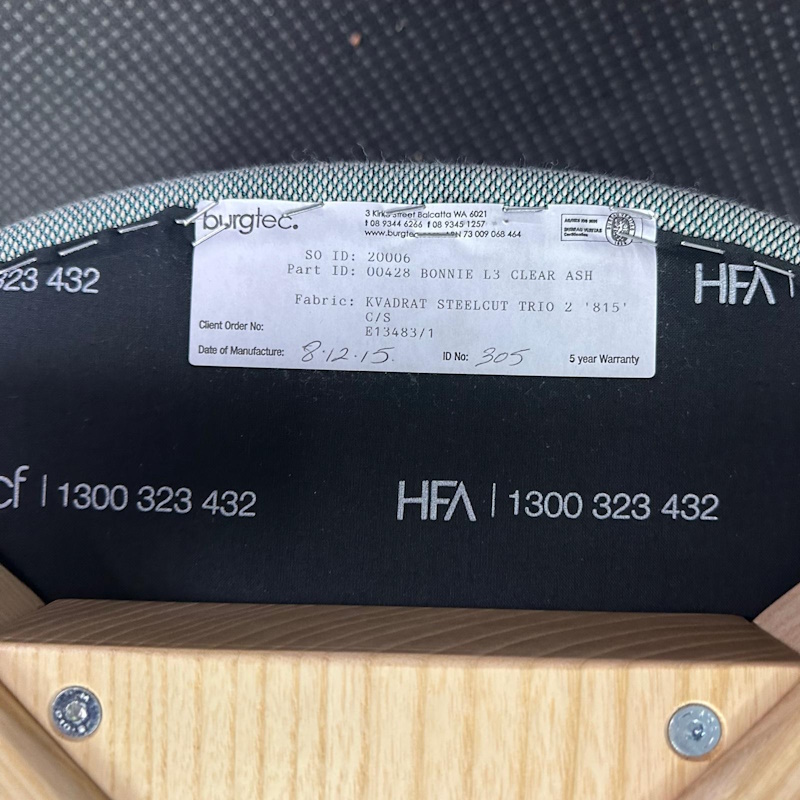 burgtec.
3 Street Balcatta WA 6021
t 08 9344 6266 f 08 9345 1257
www.burgtec 73 009 068 464
SO ID: 20006
Part ID: 00428 BONNIE L3 CLEAR ASH
Fabric: KVADRAT STEELCUT TRIO 2 '815'
C/S
E13483/1
Client Order No:
Date of Manufacture: 8.12.15. ID No: 305 5 year Warranty
323 432
HFA
cf | 1300 323 432
HFA | 1300 323 432